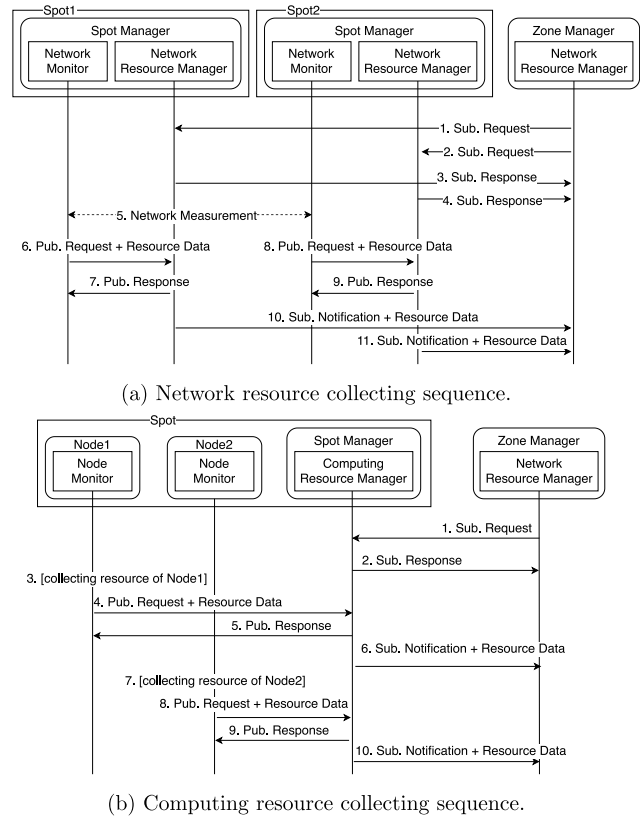 Spot1
Spot2
Spot Manager
Spot Manager
Zone Manager
Network
Monitor
Network
Resource Manager
Network
Monitor
Network
Resource Manager
Network
Resource Manager
1. Sub. Request
2. Sub. Request
3. Sub. Response
4. Sub. Response
5. Network Measurement
6. Pub. Request + Resource Data
8. Pub. Request + Resource Data
7. Pub. Response
9. Pub. Response
10. Sub. Notification + Resource Data
11. Sub. Notification + Resource Data
(a) Network resource collecting sequence.
Spot
Node1
Node2
Spot Manager
Zone Manager
Node
Monitor
Node
Monitor
Computing
Resource Manager
Network
Resource Manager
1. Sub. Request
2. Sub. Response
3. [collecting resource of Node1]
4. Pub. Request + Resource Data
5. Pub. Response
6. Sub. Notification + Resource Data
7. [collecting resource of Node2]
8. Pub. Request + Resource Data
9. Pub. Response
10. Sub. Notification + Resource Data
(b) Computing resource collecting sequence.